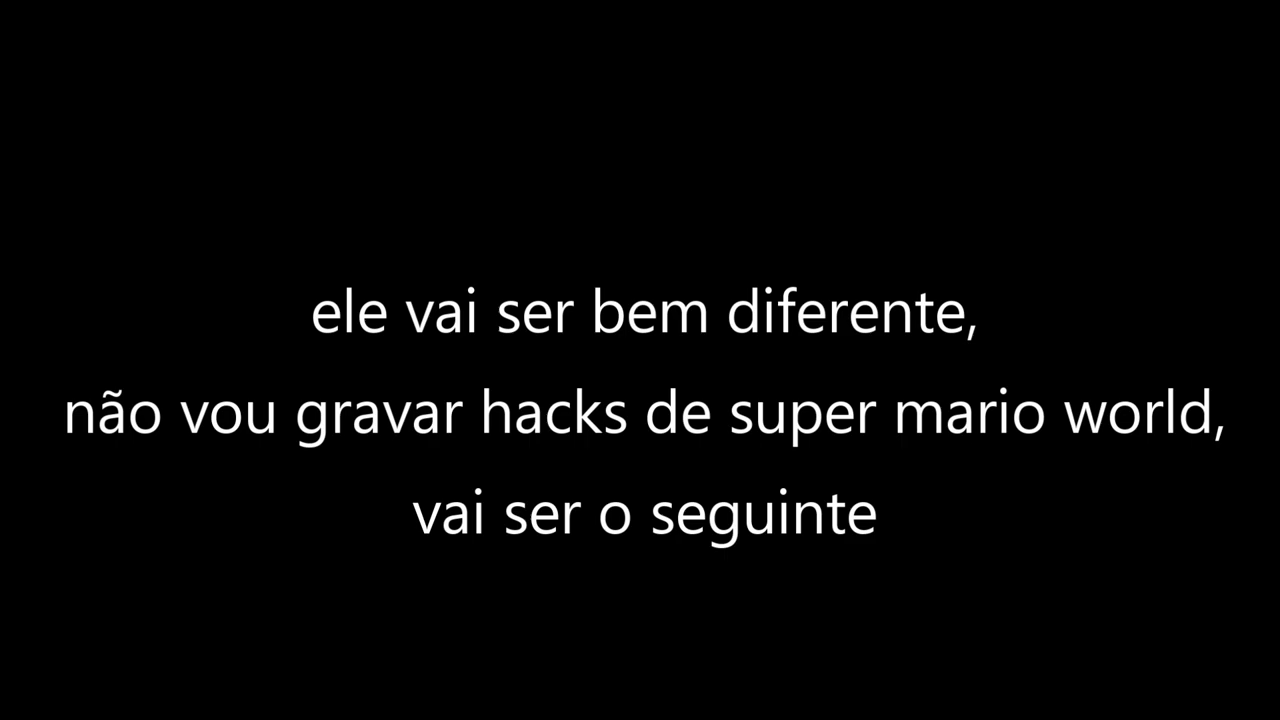 ele vai ser bem diferente,
não vou gravar hacks de super mario world,
vai ser o seguinte